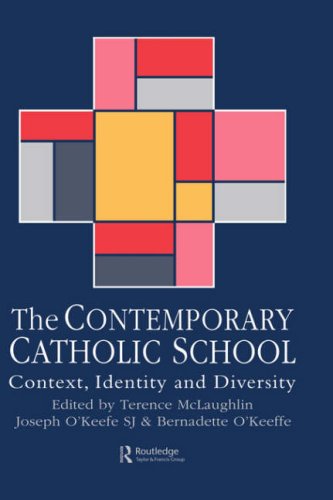 The CONTEMPORARY
CATHOLIC SCHOOL
Context, Identity and Diversity
Edited by Terence McLaughlin
Joseph O'Keefe SJ & Bernadette O'Keeffe
Routledge
Taylor & Francis Group